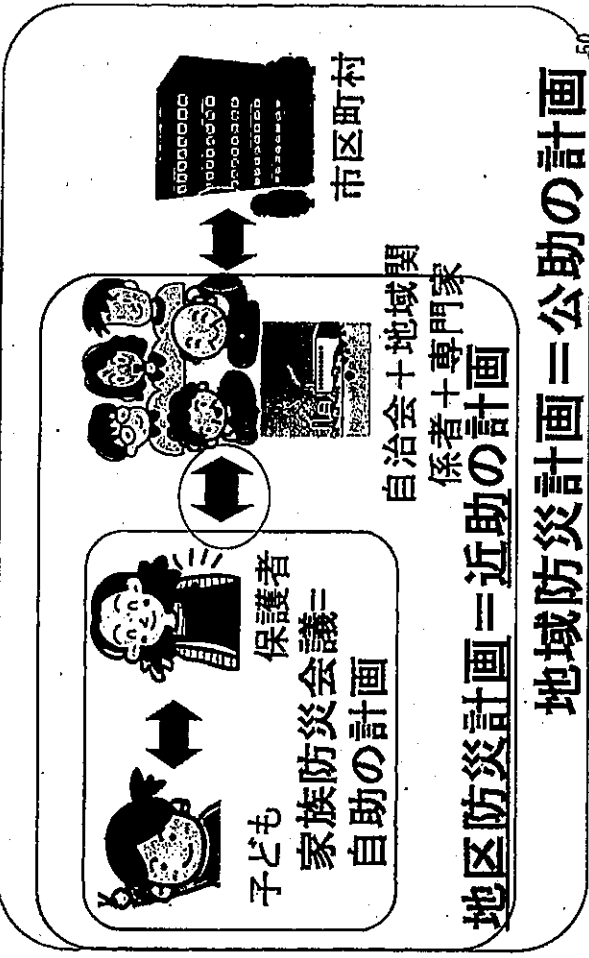 子ども
保護者
家族防災会議=
自助の計画
自治会+地域関
係者+専門家
市区町村
地区防災計画=近助の計画
地域防災計画=公助の計画
50